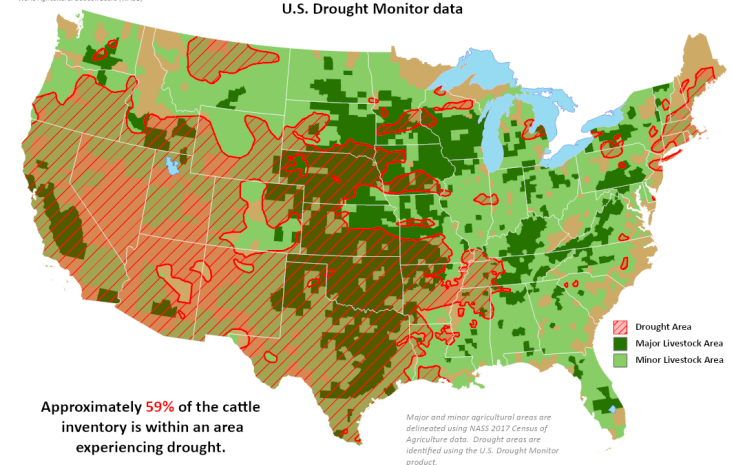 U.S. Drought Monitor data
Drought Area
Major Livestock Area
Minor Livestock Area
Approximately 59% of the cattle
inventory is within an area
experiencing drought.
Major and minor agricultural areas are
delineated using NASS 2017 Census of
Agriculture data. Drought areas are
identified using the U.S. Drought Monitor
product.